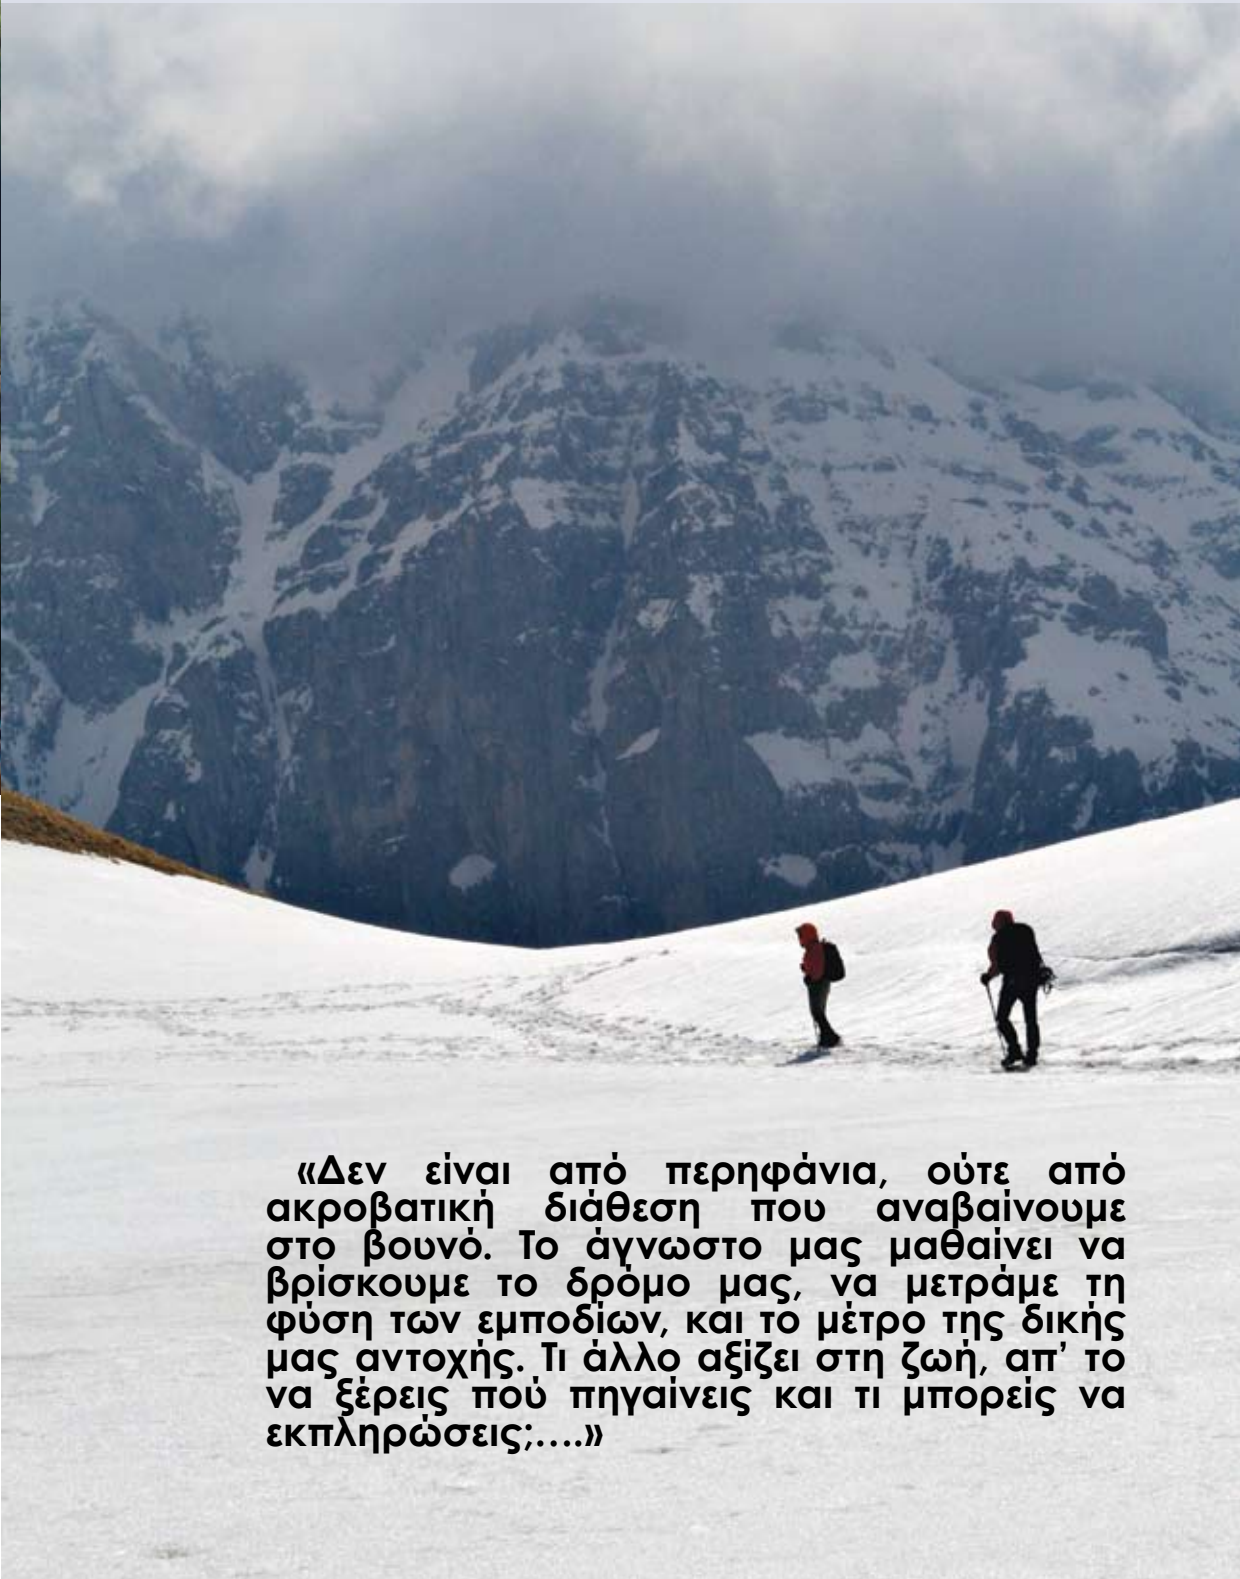 «Δεν είναι από περηφάνια, ούτε από
ακροβατική διάθεση που αναβαίνουμε
στο βουνό. Το άγνωστο μας μαθαίνει να
βρίσκουμε το δρόμο μας, να μετράμε τη
φύση των εμποδίων, και το μέτρο της δικής
μας αντοχής. Τι άλλο αξίζει στη ζωή, απ’ το
να ξέρεις πού πηγαίνεις και τι μπορείς να
εκπληρώσεις;....»